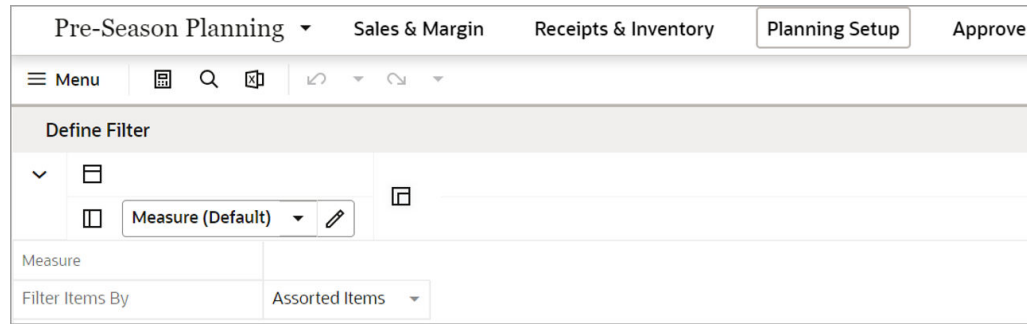 Pre-Season Planning Sales & Margin Receipts & Inventory Planning Setup Approve
Menu
Define Filter
Measure (Default)
Measure
Filter Items By Assorted Items